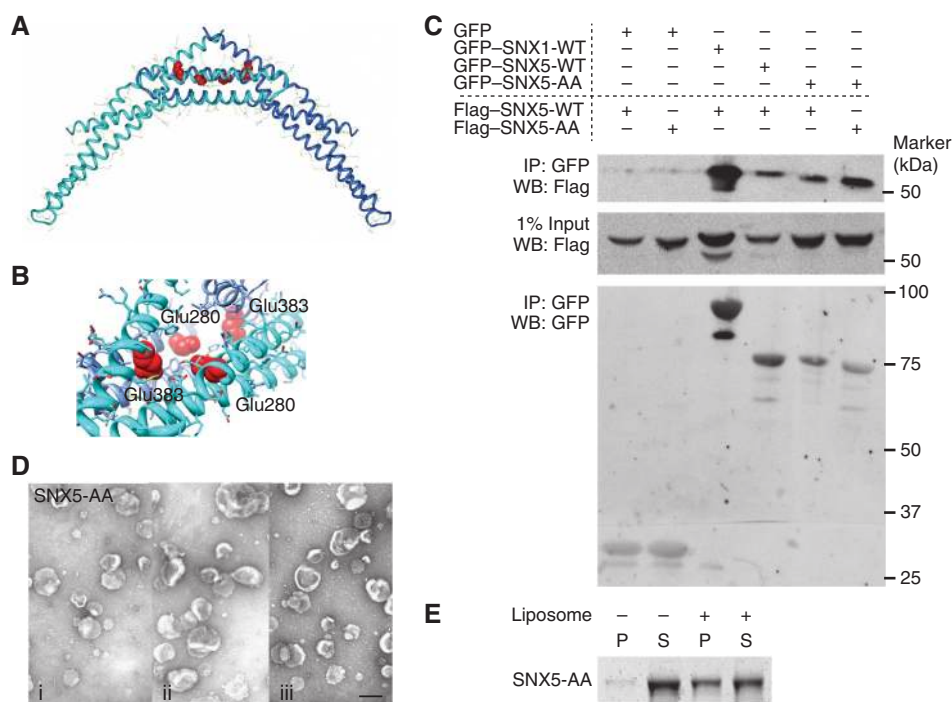 A
B
Glu280
Glu383
Glu383
Glu280
C
GFP + + – – – –
GFP–SNX1-WT – – + – – –
GFP–SNX5-WT – – – + – –
GFP–SNX5-AA – – – – + +
Flag–SNX5-WT + – + + + –
Flag–SNX5-AA – + – – – +
Marker
(kDa)
IP: GFP
WB: Flag
50
1% Input
WB: Flag
50
IP: GFP
WB: GFP
100
75
50
37
25
D
SNX5-AA
i ii iii
E
Liposome – – + +
P S P S
SNX5-AA